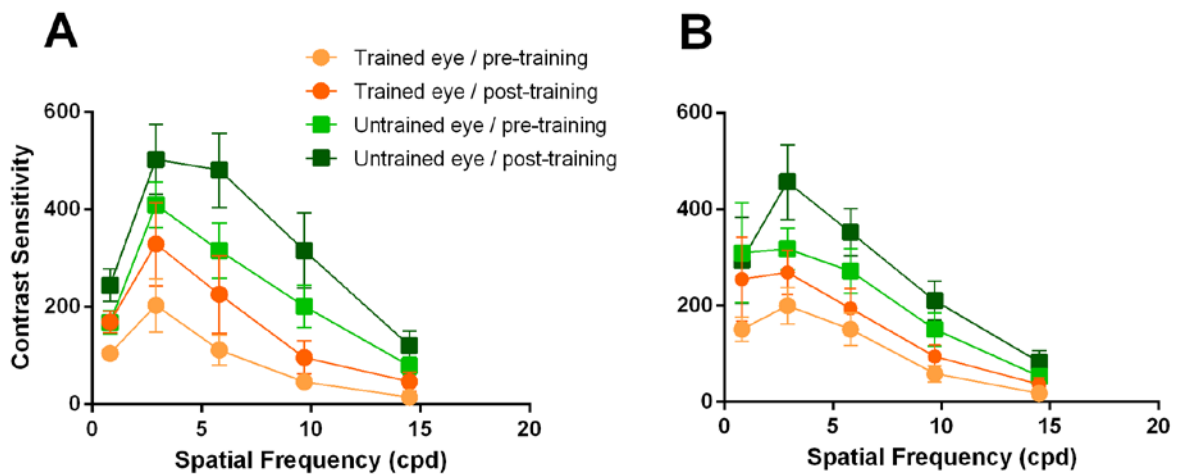 A
Trained eye / pre-training
Trained eye / post-training
Untrained eye / pre-training
Untrained eye / post-training
600
400
200
0
0 5 10 15 20
Contrast Sensitivity
Spatial Frequency (cpd)
B
600
400
200
0
0 5 10 15 20
Spatial Frequency (cpd)